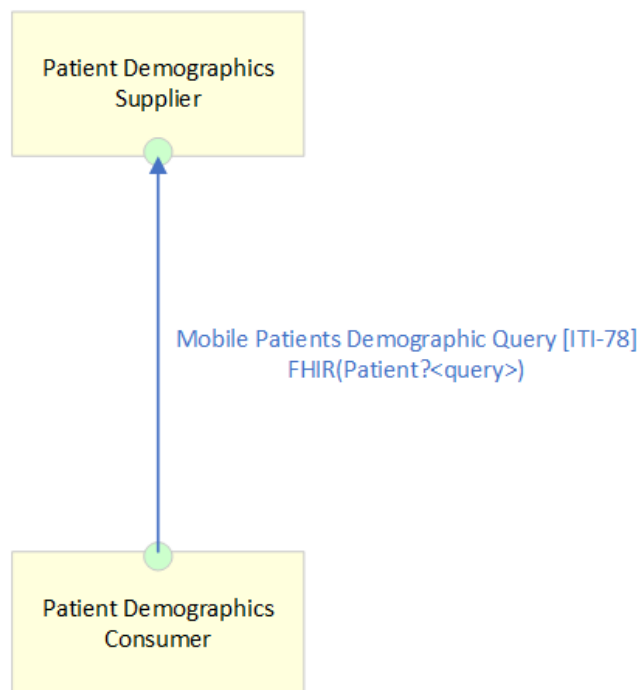 Patient Demographics
Supplier
Mobile Patients Demographic Query [ITI-78]
FHIR(Patient?<query>)
Patient Demographics
Consumer